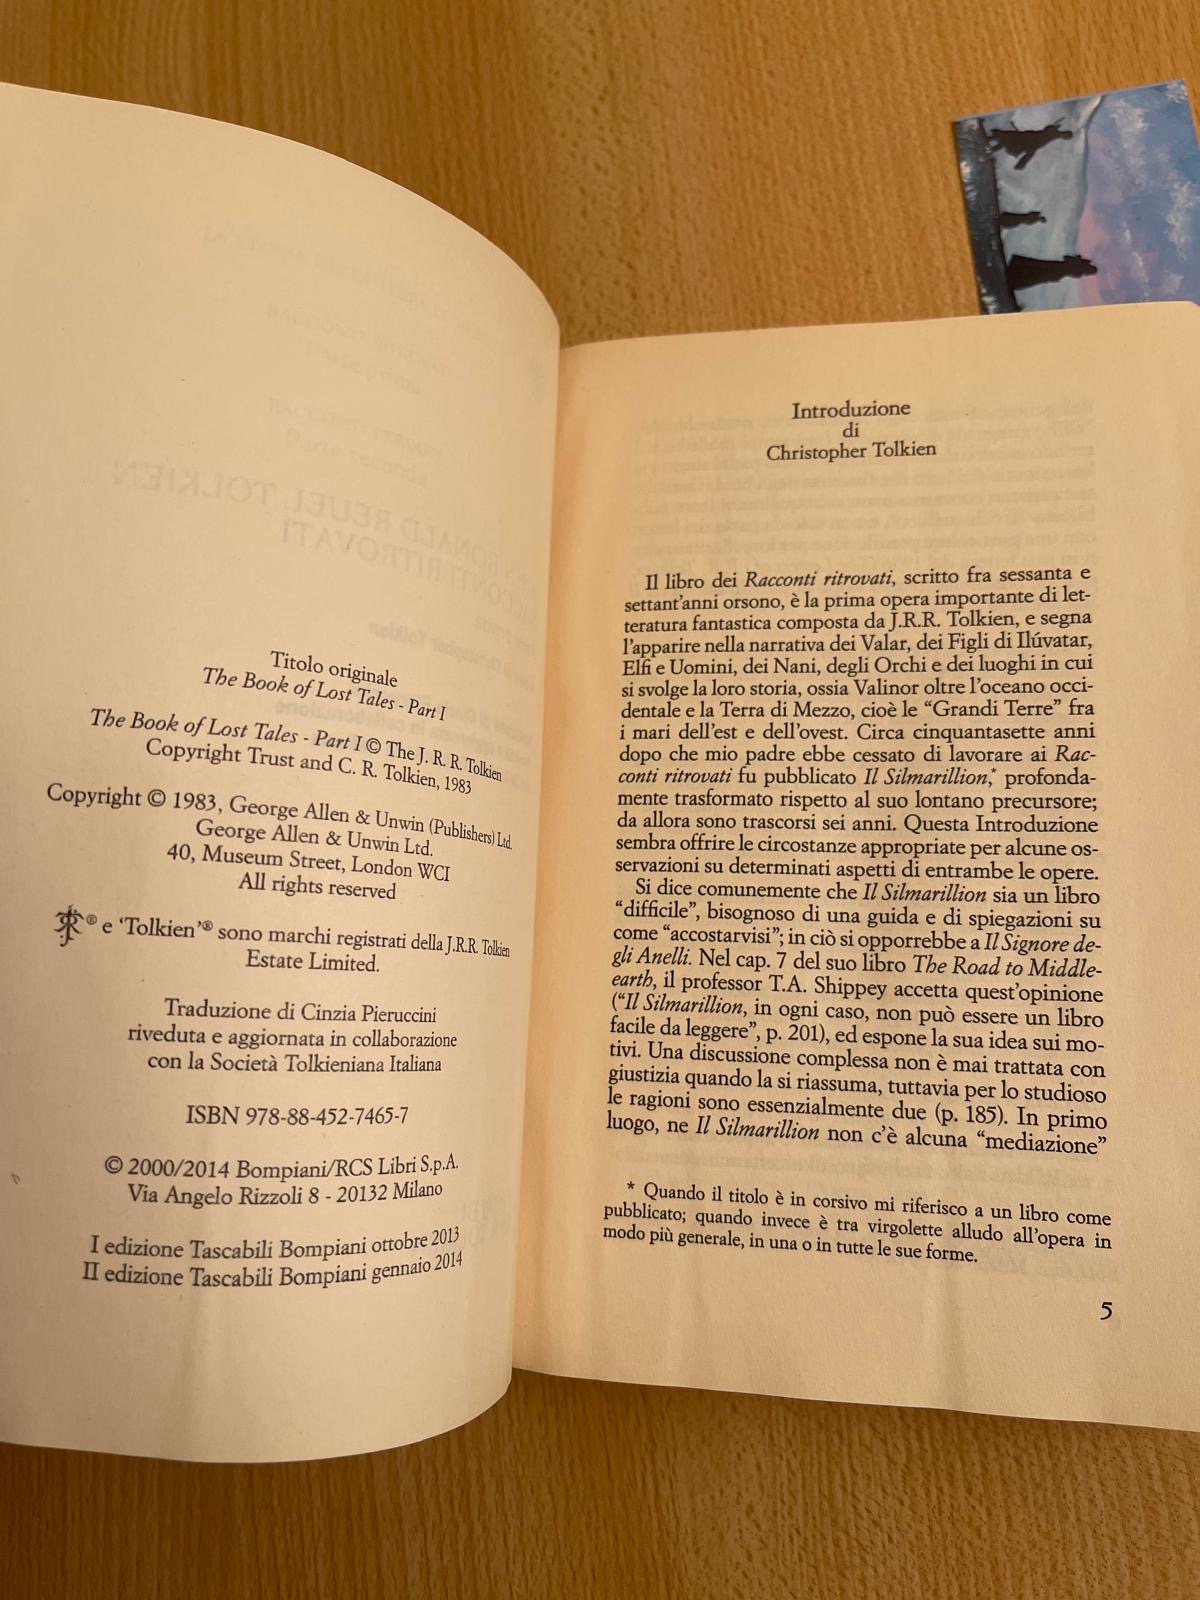 Titolo originale
The Book of Lost Tales - Part I
The Book of Lost Tales - Part I © The J. R. R. Tolkien
Copyright Trust and C. R. Tolkien, 1983
Copyright © 1983, George Allen & Unwin (Publishers) Ltd.
George Allen & Unwin Ltd.
40, Museum Street, London WCI
All rights reserved
® e ‘Tolkien’® sono marchi registrati della J.R.R. Tolkien
Estate Limited.
Traduzione di Cinzia Pieruccini
riveduta e aggiornata in collaborazione
con la Società Tolkieniana Italiana
ISBN 978-88-452-7465-7
© 2000/2014 Bompiani/RCS Libri S.p.A.
Via Angelo Rizzoli 8 - 20132 Milano
I edizione Tascabili Bompiani ottobre 2013
II edizione Tascabili Bompiani gennaio 2014
Introduzione
di
Christopher Tolkien
Il libro dei Racconti ritrovati, scritto fra sessanta e
settant’anni orsono, è la prima opera importante di let-
teratura fantastica composta da J.R.R. Tolkien, e segna
l’apparire nella narrativa dei Valar, dei Figli di Ilúvatar,
Elfi e Uomini, dei Nani, degli Orchi e dei luoghi in cui
si svolge la loro storia, ossia Valinor oltre l’oceano occi-
dentale e la Terra di Mezzo, cioè le “Grandi Terre” fra
i mari dell’est e dell’ovest. Circa cinquantasette anni
dopo che mio padre ebbe cessato di lavorare ai Rac-
conti ritrovati fu pubblicato Il Silmarillion,* profonda-
mente trasformato rispetto al suo lontano precursore;
da allora sono trascorsi sei anni. Questa Introduzione
sembra offrire le circostanze appropriate per alcune os-
servazioni su determinati aspetti di entrambe le opere.
Si dice comunemente che Il Silmarillion sia un libro
“difficile”, bisognoso di una guida e di spiegazioni su
come “accostarvisi”; in ciò si opporrebbe a Il Signore de-
gli Anelli. Nel cap. 7 del suo libro The Road to Middle-
earth, il professor T.A. Shippey accetta quest’opinione
(“Il Silmarillion, in ogni caso, non può essere un libro
facile da leggere”, p. 201), ed espone la sua idea sui mo-
tivi. Una discussione complessa non è mai trattata con
giustizia quando la si riassuma, tuttavia per lo studioso
le ragioni sono essenzialmente due (p. 185). In primo
luogo, ne Il Silmarillion non c’è alcuna “mediazione”
* Quando il titolo è in corsivo mi riferisco a un libro come
pubblicato; quando invece è tra virgolette alludo all’opera in
modo più generale, in una o in tutte le sue forme.
5